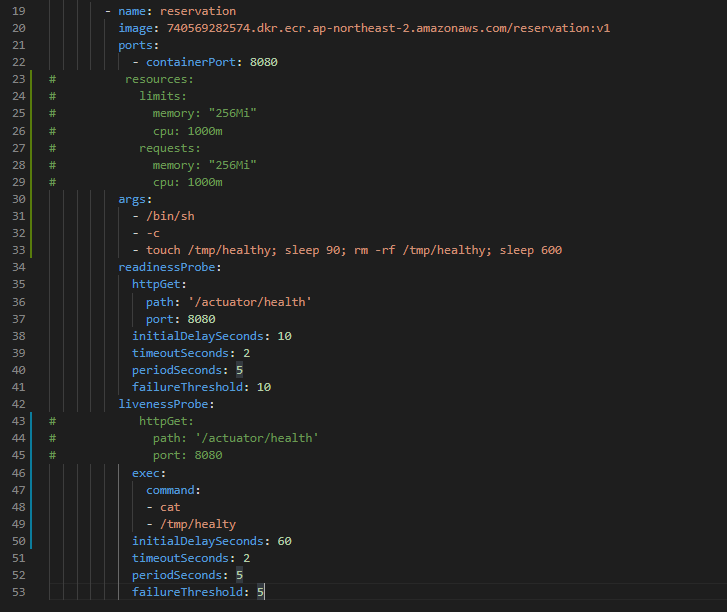 19 - name: reservation
20 image: 740569282574.dkr.ecr.ap-northeast-2.amazonaws.com/reservation:v1
21 ports:
22 - containerPort: 8080
23 # resources:
24 # limits:
25 # memory: "256Mi"
26 # cpu: 1000m
27 # requests:
28 # memory: "256Mi"
29 # cpu: 1000m
30 args:
31 - /bin/sh
32 - -c
33 - touch /tmp/healthy; sleep 90; rm -rf /tmp/healthy; sleep 600
34 readinessProbe:
35 httpGet:
36 path: '/actuator/health'
37 port: 8080
38 initialDelaySeconds: 10
39 timeoutSeconds: 2
40 periodSeconds: 5
41 failureThreshold: 10
42 livenessProbe:
43 # httpGet:
44 # path: '/actuator/health'
45 # port: 8080
46 exec:
47 command:
48 - cat
49 - /tmp/healty
50 initialDelaySeconds: 60
51 timeoutSeconds: 2
52 periodSeconds: 5
53 failureThreshold: 5